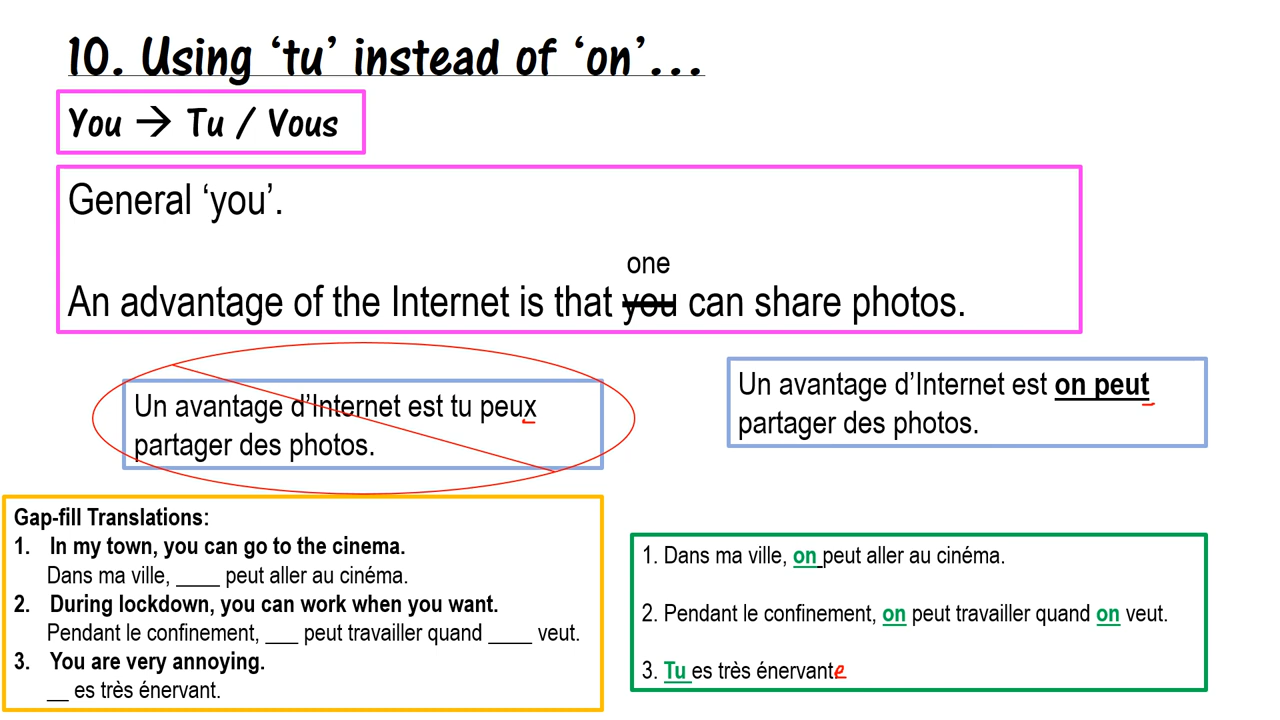 10. Using ‘tu’ instead of ‘on’...
You → Tu / Vous
General ‘you’.
one
An advantage of the Internet is that you can share photos.
Un avantage d’Internet est tu peux
partager des photos.
Un avantage d’Internet est on peut
partager des photos.
Gap-fill Translations:
1. In my town, you can go to the cinema.
Dans ma ville, ____ peut aller au cinéma.
2. During lockdown, you can work when you want.
Pendant le confinement, ___ peut travailler quand ____ veut.
3. You are very annoying.
__ es très énervant.
1. Dans ma ville, on peut aller au cinéma.
2. Pendant le confinement, on peut travailler quand on veut.
3. Tu es très énervante